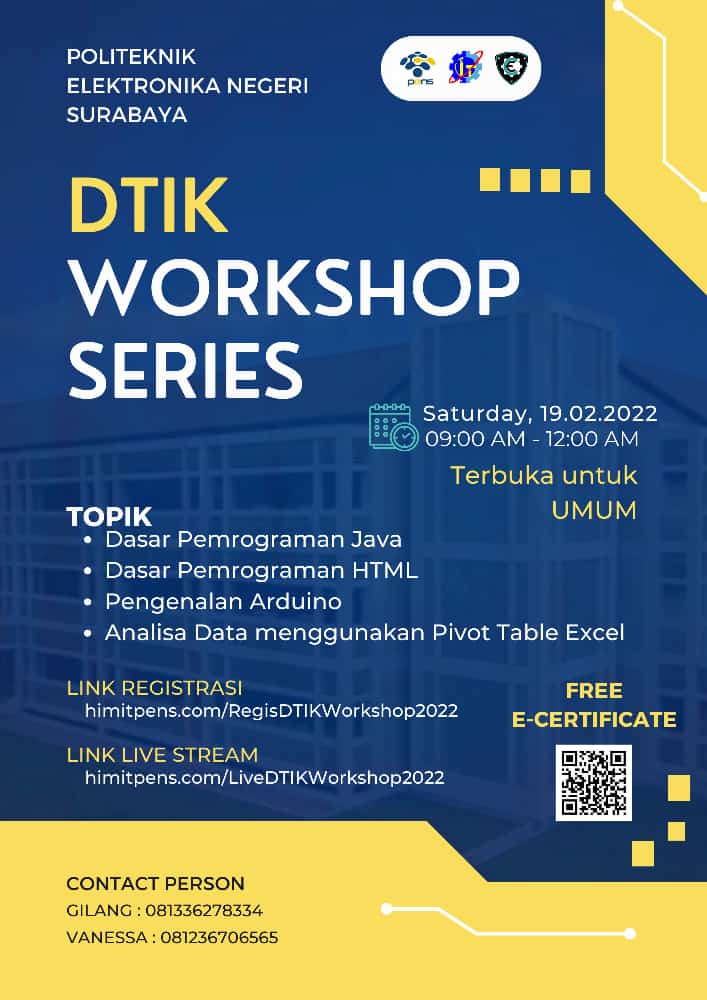 POLITEKNIK
ELEKTRONIKA NEGERI
SURABAYA
pens
DTIK
WORKSHOP
SERIES
Saturday, 19.02.2022
09:00 AM - 12:00 AM
Terbuka untuk
UMUM
TOPIK
• Dasar Pemrograman Java
• Dasar Pemrograman HTML
• Pengenalan Arduino
• Analisa Data menggunakan Pivot Table Excel
LINK REGISTRASI
himitpens.com/RegisDTIKWorkshop2022
LINK LIVE STREAM
himitpens.com/LiveDTIKWorkshop2022
FREE
E-CERTIFICATE
CONTACT PERSON
GILANG : 081336278334
VANESSA : 081236706565